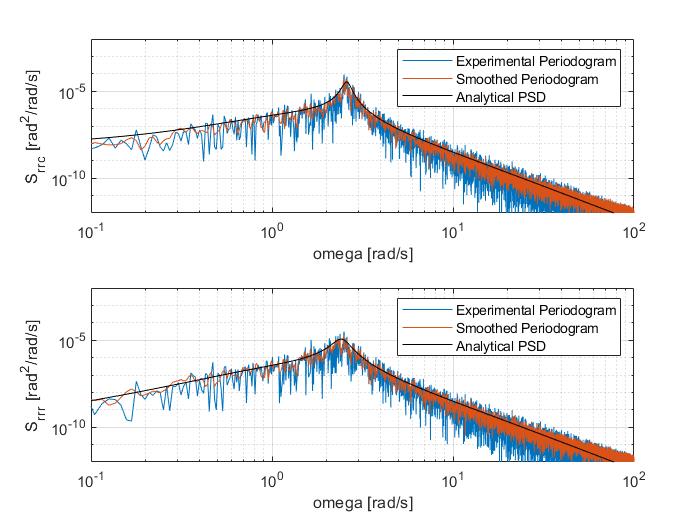 Experimental Periodogram
Smoothed Periodogram
Analytical PSD
10^-5
10^-10
S_rrc [rad^2/rad/s]
10^-1 10^0 10^1 10^2
omega [rad/s]
Experimental Periodogram
Smoothed Periodogram
Analytical PSD
10^-5
10^-10
S_rrr [rad^2/rad/s]
10^-1 10^0 10^1 10^2
omega [rad/s]